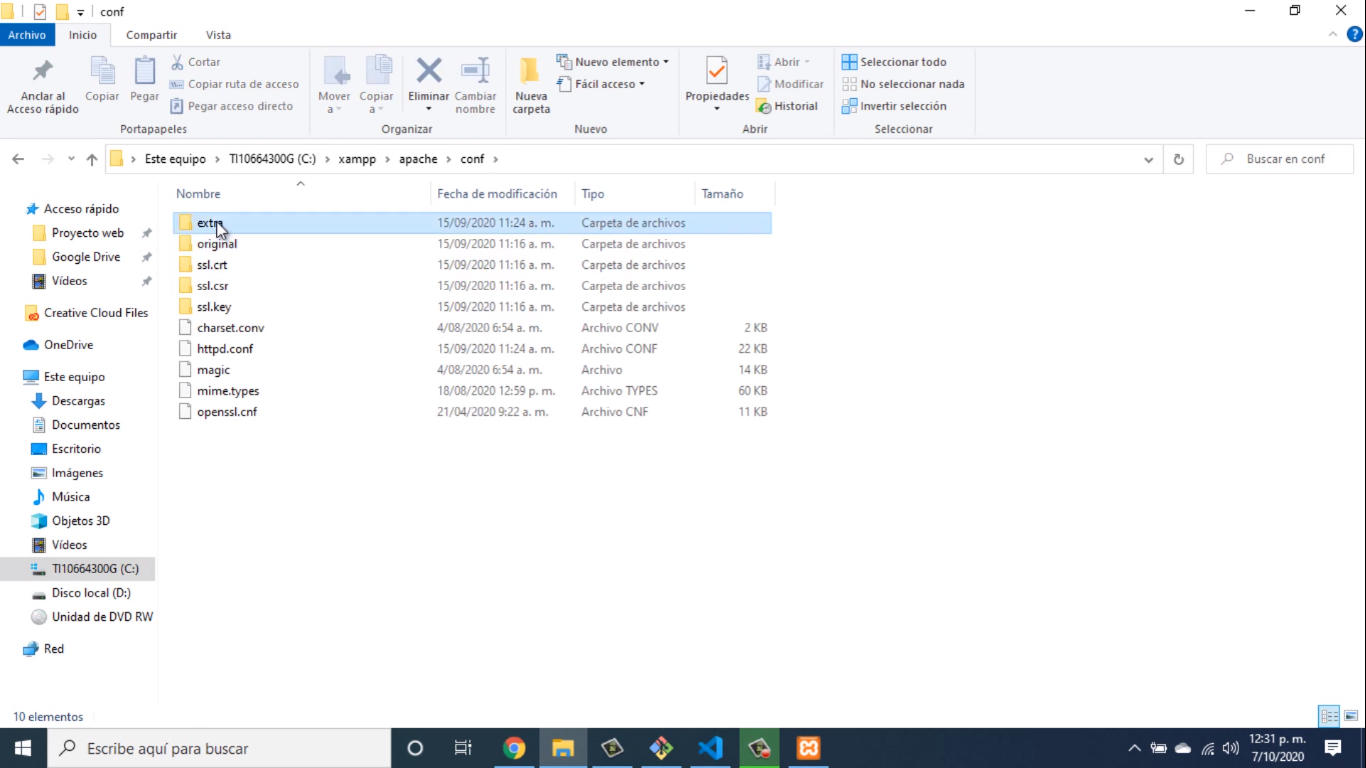 conf
Archivo Inicio Compartir Vista
Anclar al Acceso rápido
Copiar
Pegar
Cortar
Copiar ruta de acceso
Pegar acceso directo
Portapapeles
Mover a
Copiar a
Eliminar
Cambiar nombre
Organizar
Nueva carpeta
Nuevo elemento
Fácil acceso
Nuevo
Propiedades
Abrir
Modificar
Historial
Abrir
Seleccionar todo
No seleccionar nada
Invertir selección
Seleccionar
Este equipo > TI10664300G (C:) > xampp > apache > conf >
Buscar en conf
Acceso rápido
Proyecto web
Google Drive
Vídeos
Creative Cloud Files
OneDrive
Este equipo
Descargas
Documentos
Escritorio
Imágenes
Música
Objetos 3D
Vídeos
TI10664300G (C:)
Disco local (D:)
Unidad de DVD RW
Red
Nombre Fecha de modificación Tipo Tamaño
extra 15/09/2020 11:24 a. m. Carpeta de archivos
original 15/09/2020 11:16 a. m. Carpeta de archivos
ssl.crt 15/09/2020 11:16 a. m. Carpeta de archivos
ssl.csr 15/09/2020 11:16 a. m. Carpeta de archivos
ssl.key 15/09/2020 11:16 a. m. Carpeta de archivos
charset.conv 4/08/2020 6:54 a. m. Archivo CONV 2 KB
httpd.conf 15/09/2020 11:24 a. m. Archivo CONF 22 KB
magic 4/08/2020 6:54 a. m. Archivo 14 KB
mime.types 18/08/2020 12:59 p. m. Archivo TYPES 60 KB
openssl.cnf 21/04/2020 9:22 a. m. Archivo CNF 11 KB
10 elementos
Escribe aquí para buscar
12:31 p. m.
7/10/2020